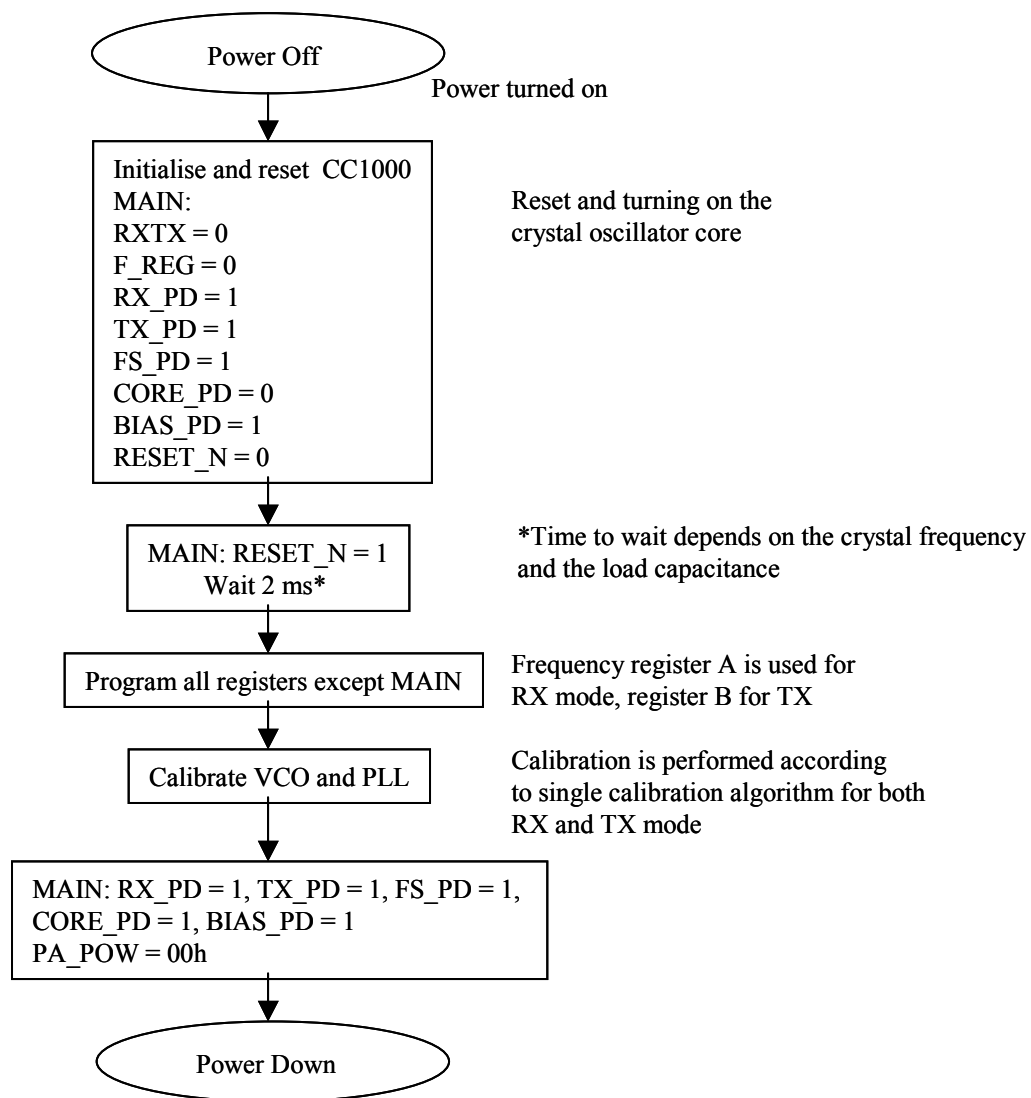 Power Off
Power turned on
Initialise and reset CC1000
MAIN:
RXTX = 0
F_REG = 0
RX_PD = 1
TX_PD = 1
FS_PD = 1
CORE_PD = 0
BIAS_PD = 1
RESET_N = 0
Reset and turning on the
crystal oscillator core
MAIN: RESET_N = 1
Wait 2 ms*
*Time to wait depends on the crystal frequency
and the load capacitance
Program all registers except MAIN
Frequency register A is used for
RX mode, register B for TX
Calibrate VCO and PLL
Calibration is performed according
to single calibration algorithm for both
RX and TX mode
MAIN: RX_PD = 1, TX_PD = 1, FS_PD = 1,
CORE_PD = 1, BIAS_PD = 1
PA_POW = 00h
Power Down